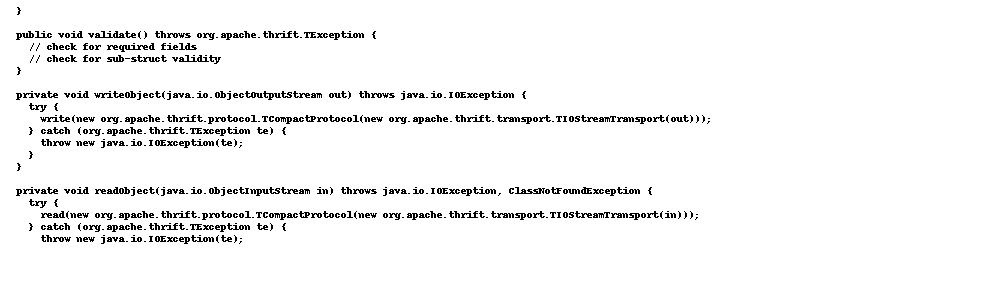 }
public void validate() throws org.apache.thrift.TException {
// check for required fields
// check for sub-struct validity
}
private void writeObject(java.io.ObjectOutputStream out) throws java.io.IOException {
try {
write(new org.apache.thrift.protocol.TCompactProtocol(new org.apache.thrift.transport.TIOStreamTransport(out)));
} catch (org.apache.thrift.TException te) {
throw new java.io.IOException(te);
}
}
private void readObject(java.io.ObjectInputStream in) throws java.io.IOException, ClassNotFoundException {
try {
read(new org.apache.thrift.protocol.TCompactProtocol(new org.apache.thrift.transport.TIOStreamTransport(in)));
} catch (org.apache.thrift.TException te) {
throw new java.io.IOException(te);